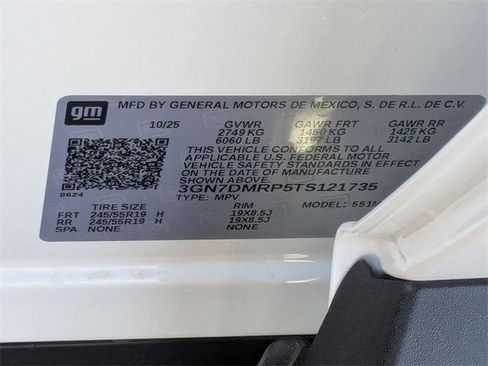 gm MFD BY GENERAL MOTORS DE MEXICO, S. DE R.L. DE C.V.
10/25 GVWR GAWR FRT GAWR RR
2749 KG 1450 KG 1425 KG
6060 LB 3197 LB 3142 LB
THIS VEHICLE CONFORMS TO ALL
APPLICABLE U.S. FEDERAL MOTOR
VEHICLE SAFETY STANDARDS IN EFFECT
ON THE DATE OF MANUFACTURE
SHOWN ABOVE.
3GN7DMRP5TS121735
B624 TYPE: MPV MODEL: 551M
TIRE SIZE RIM
FRT 245/55R19 H 19X8.5J
RR 245/55R19 H 19X8.5J
SPA NONE NONE